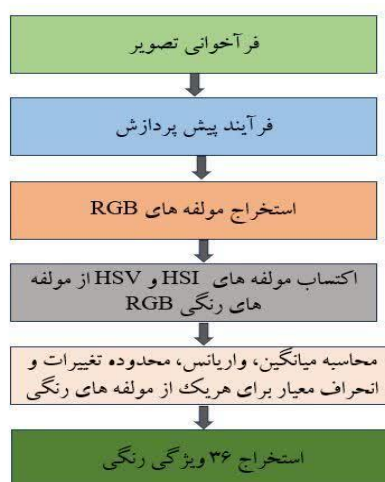 فرآخوانی تصویر
فرآیند پیش پردازش
استخراج مولفه های RGB
اکتساب مولفه های HSI و HSV از مولفه
های رنگی RGB
محاسبه میانگین، واریانس، محدوده تغییرات و
انحراف معیار برای هریک از مولفه های رنگی
استخراج ۳۶ ویژگی رنگی